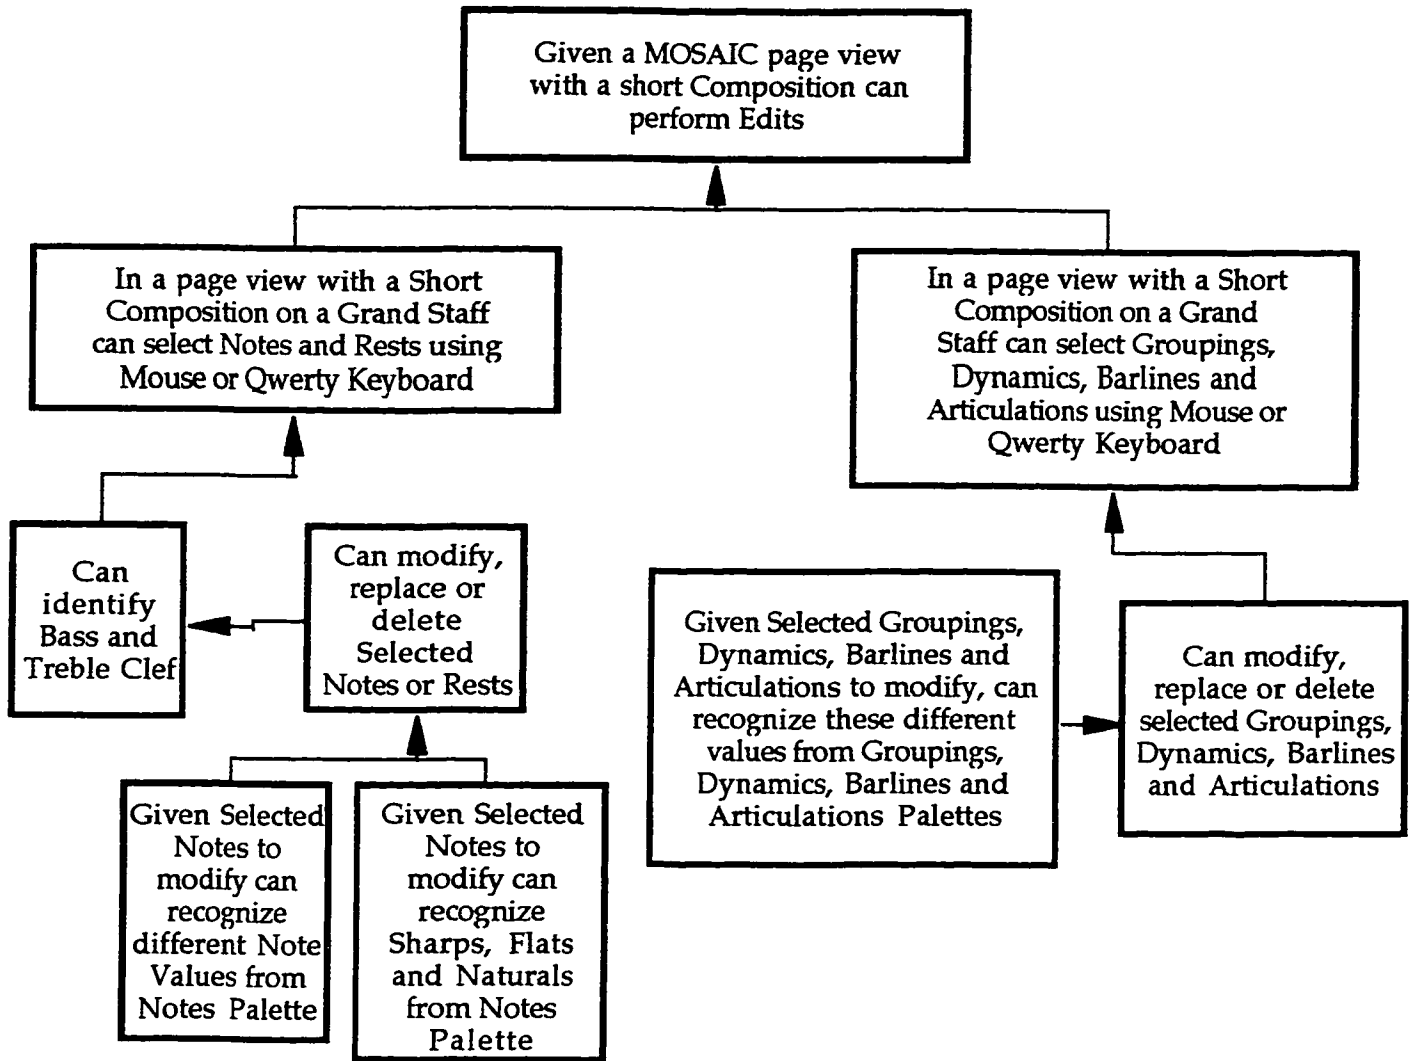 Given a MOSAIC page view
with a short Composition can
perform Edits
In a page view with a Short
Composition on a Grand Staff
can select Notes and Rests using
Mouse or Qwerty Keyboard
In a page view with a Short
Composition on a Grand
Staff can select Groupings,
Dynamics, Barlines and
Articulations using Mouse or
Qwerty Keyboard
Can
identify
Bass and
Treble Clef
Can modify,
replace or
delete
Selected
Notes or Rests
Given Selected Groupings,
Dynamics, Barlines and
Articulations to modify, can
recognize these different
values from Groupings,
Dynamics, Barlines and
Articulations Palettes
Can modify,
replace or delete
selected Groupings,
Dynamics, Barlines
and Articulations
Given Selected
Notes to
modify can
recognize
different Note
Values from
Notes Palette
Given Selected
Notes to
modify can
recognize
Sharps, Flats
and Naturals
from Notes
Palette